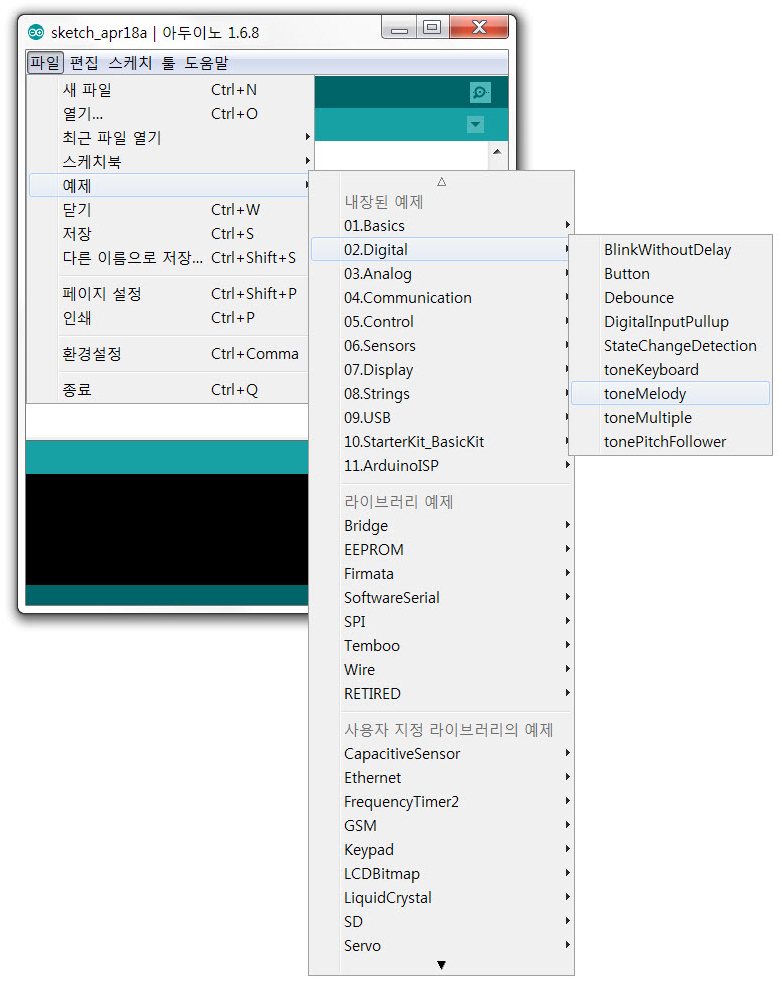 sketch_apr18a | 아두이노 1.6.8
파일 편집 스케치 툴 도움말
새 파일 Ctrl+N
열기... Ctrl+O
최근 파일 열기
스케치북
예제
닫기 Ctrl+W
저장 Ctrl+S
다른 이름으로 저장... Ctrl+Shift+S
페이지 설정 Ctrl+Shift+P
인쇄 Ctrl+P
환경설정 Ctrl+Comma
종료 Ctrl+Q
내장된 예제
01.Basics
02.Digital
03.Analog
04.Communication
05.Control
06.Sensors
07.Display
08.Strings
09.USB
10.StarterKit_BasicKit
11.ArduinoISP
라이브러리 예제
Bridge
EEPROM
Firmata
SoftwareSerial
SPI
Temboo
Wire
RETIRED
사용자 지정 라이브러리의 예제
CapacitiveSensor
Ethernet
FrequencyTimer2
GSM
Keypad
LCDBitmap
LiquidCrystal
SD
Servo
BlinkWithoutDelay
Button
Debounce
DigitalInputPullup
StateChangeDetection
toneKeyboard
toneMelody
toneMultiple
tonePitchFollower